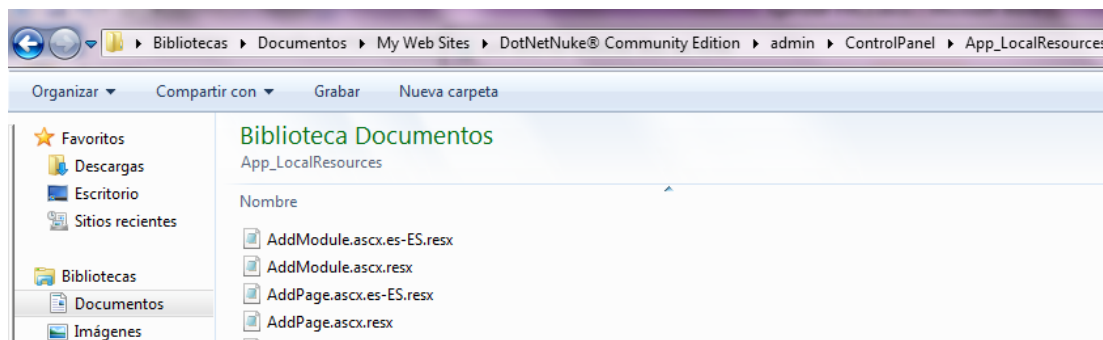 Bibliotecas Documentos My Web Sites DotNetNuke® Community Edition admin ControlPanel App_LocalResources
Organizar Compartir con Grabar Nueva carpeta
Favoritos
Descargas
Escritorio
Sitios recientes
Bibliotecas
Documentos
Imágenes
Biblioteca Documentos
App_LocalResources
Nombre
AddModule.ascx.es-ES.resx
AddModule.ascx.resx
AddPage.ascx.es-ES.resx
AddPage.ascx.resx